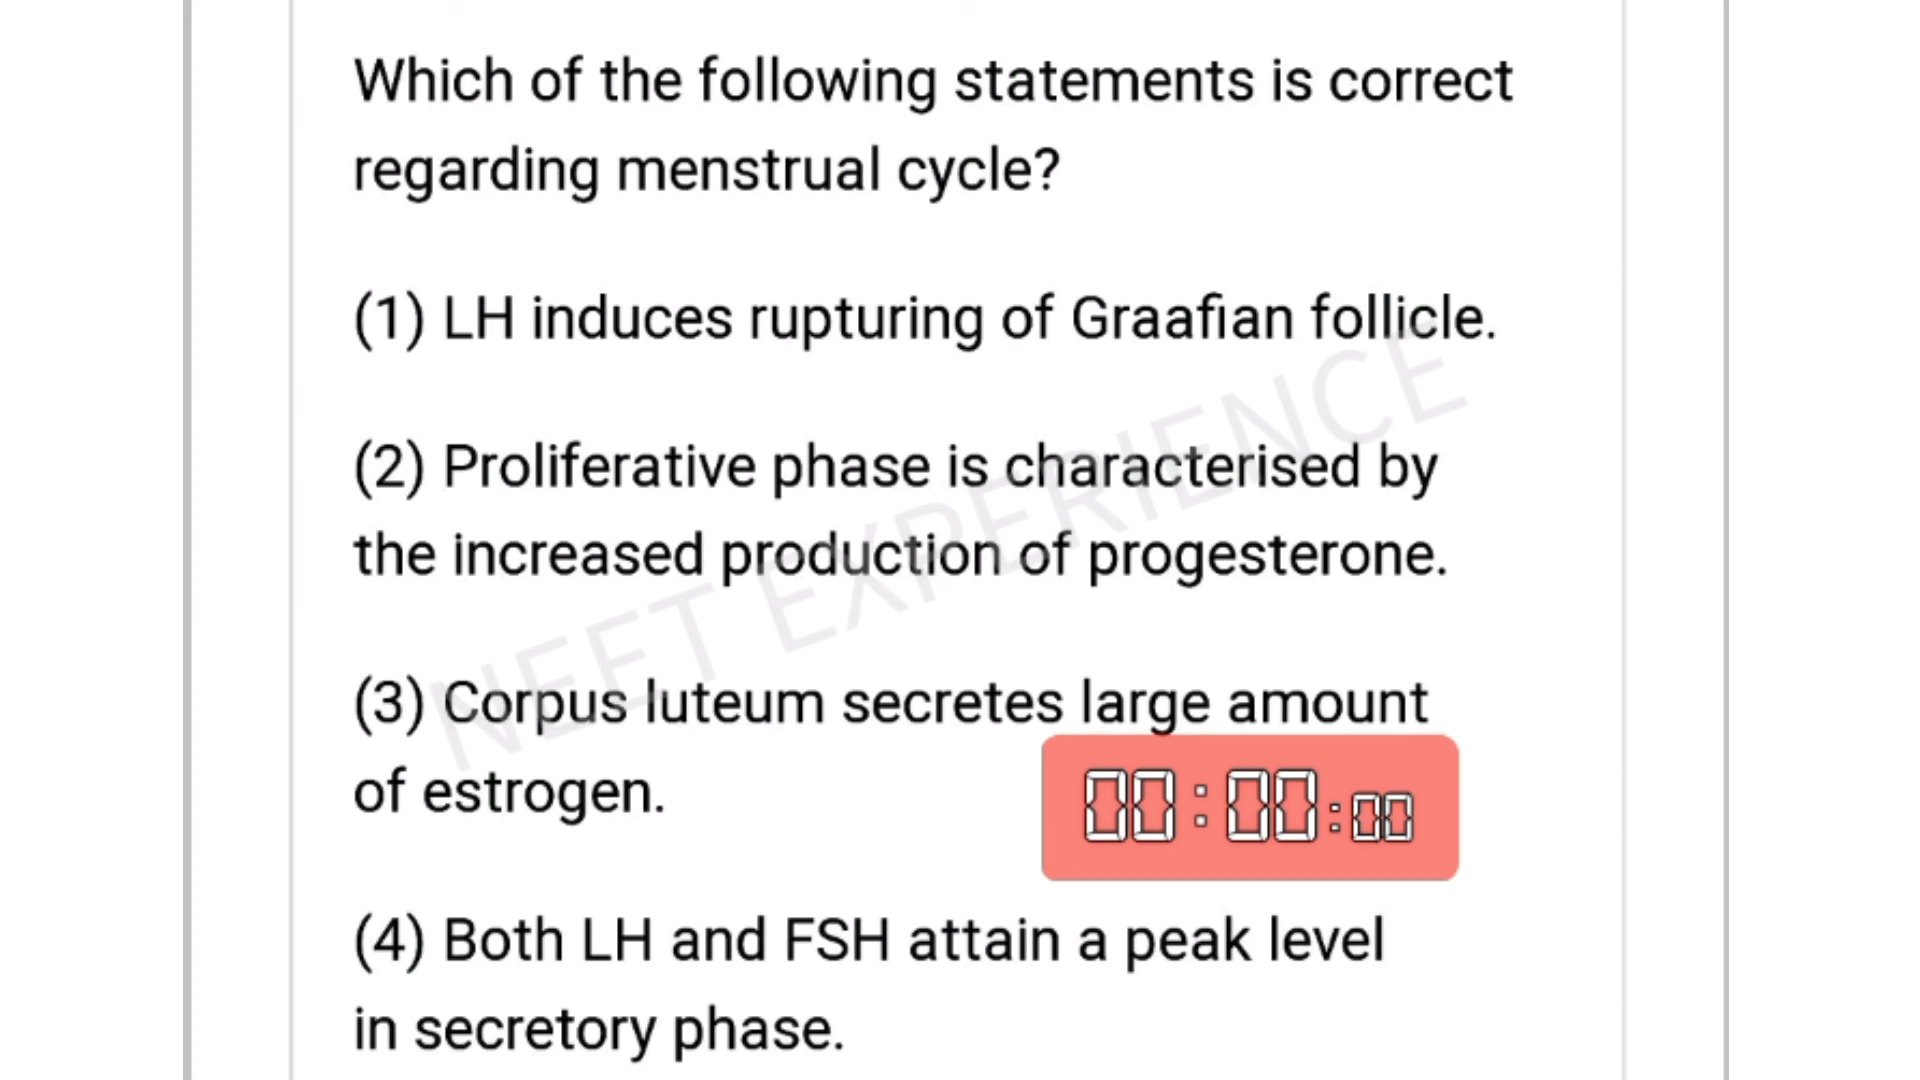 Which of the following statements is correct
regarding menstrual cycle?
(1) LH induces rupturing of Graafian follicle.
(2) Proliferative phase is characterised by
the increased production of progesterone.
(3) Corpus luteum secretes large amount
of estrogen.
00:00:00
(4) Both LH and FSH attain a peak level
in secretory phase.
NEET EXPERIENCE